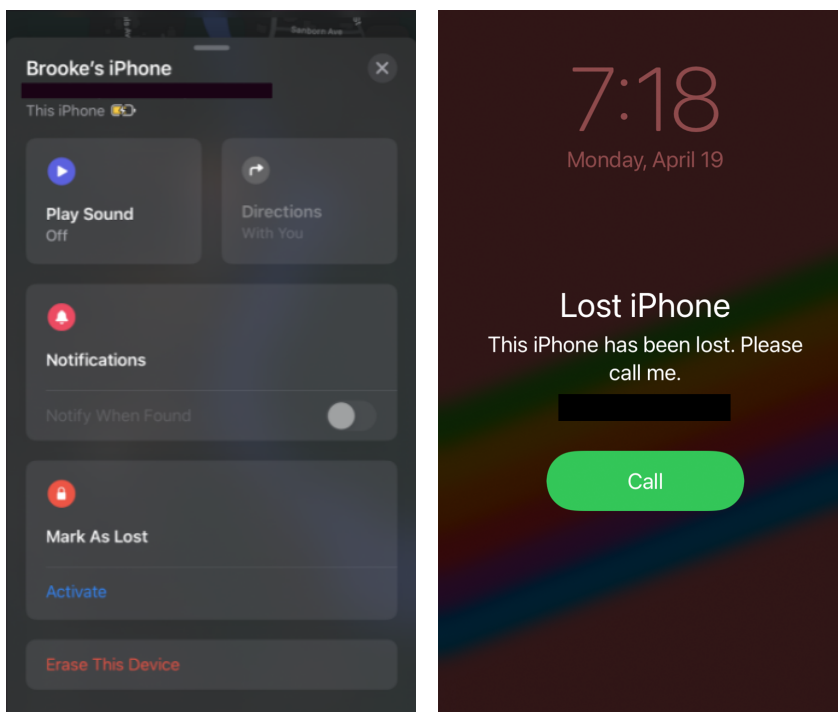 Sanborn Ave
Brooke's iPhone
This iPhone
Play Sound
Off
Directions
With You
Notifications
Notify When Found
Mark As Lost
Activate
Erase This Device
7:18
Monday, April 19
Lost iPhone
This iPhone has been lost. Please
call me.
Call